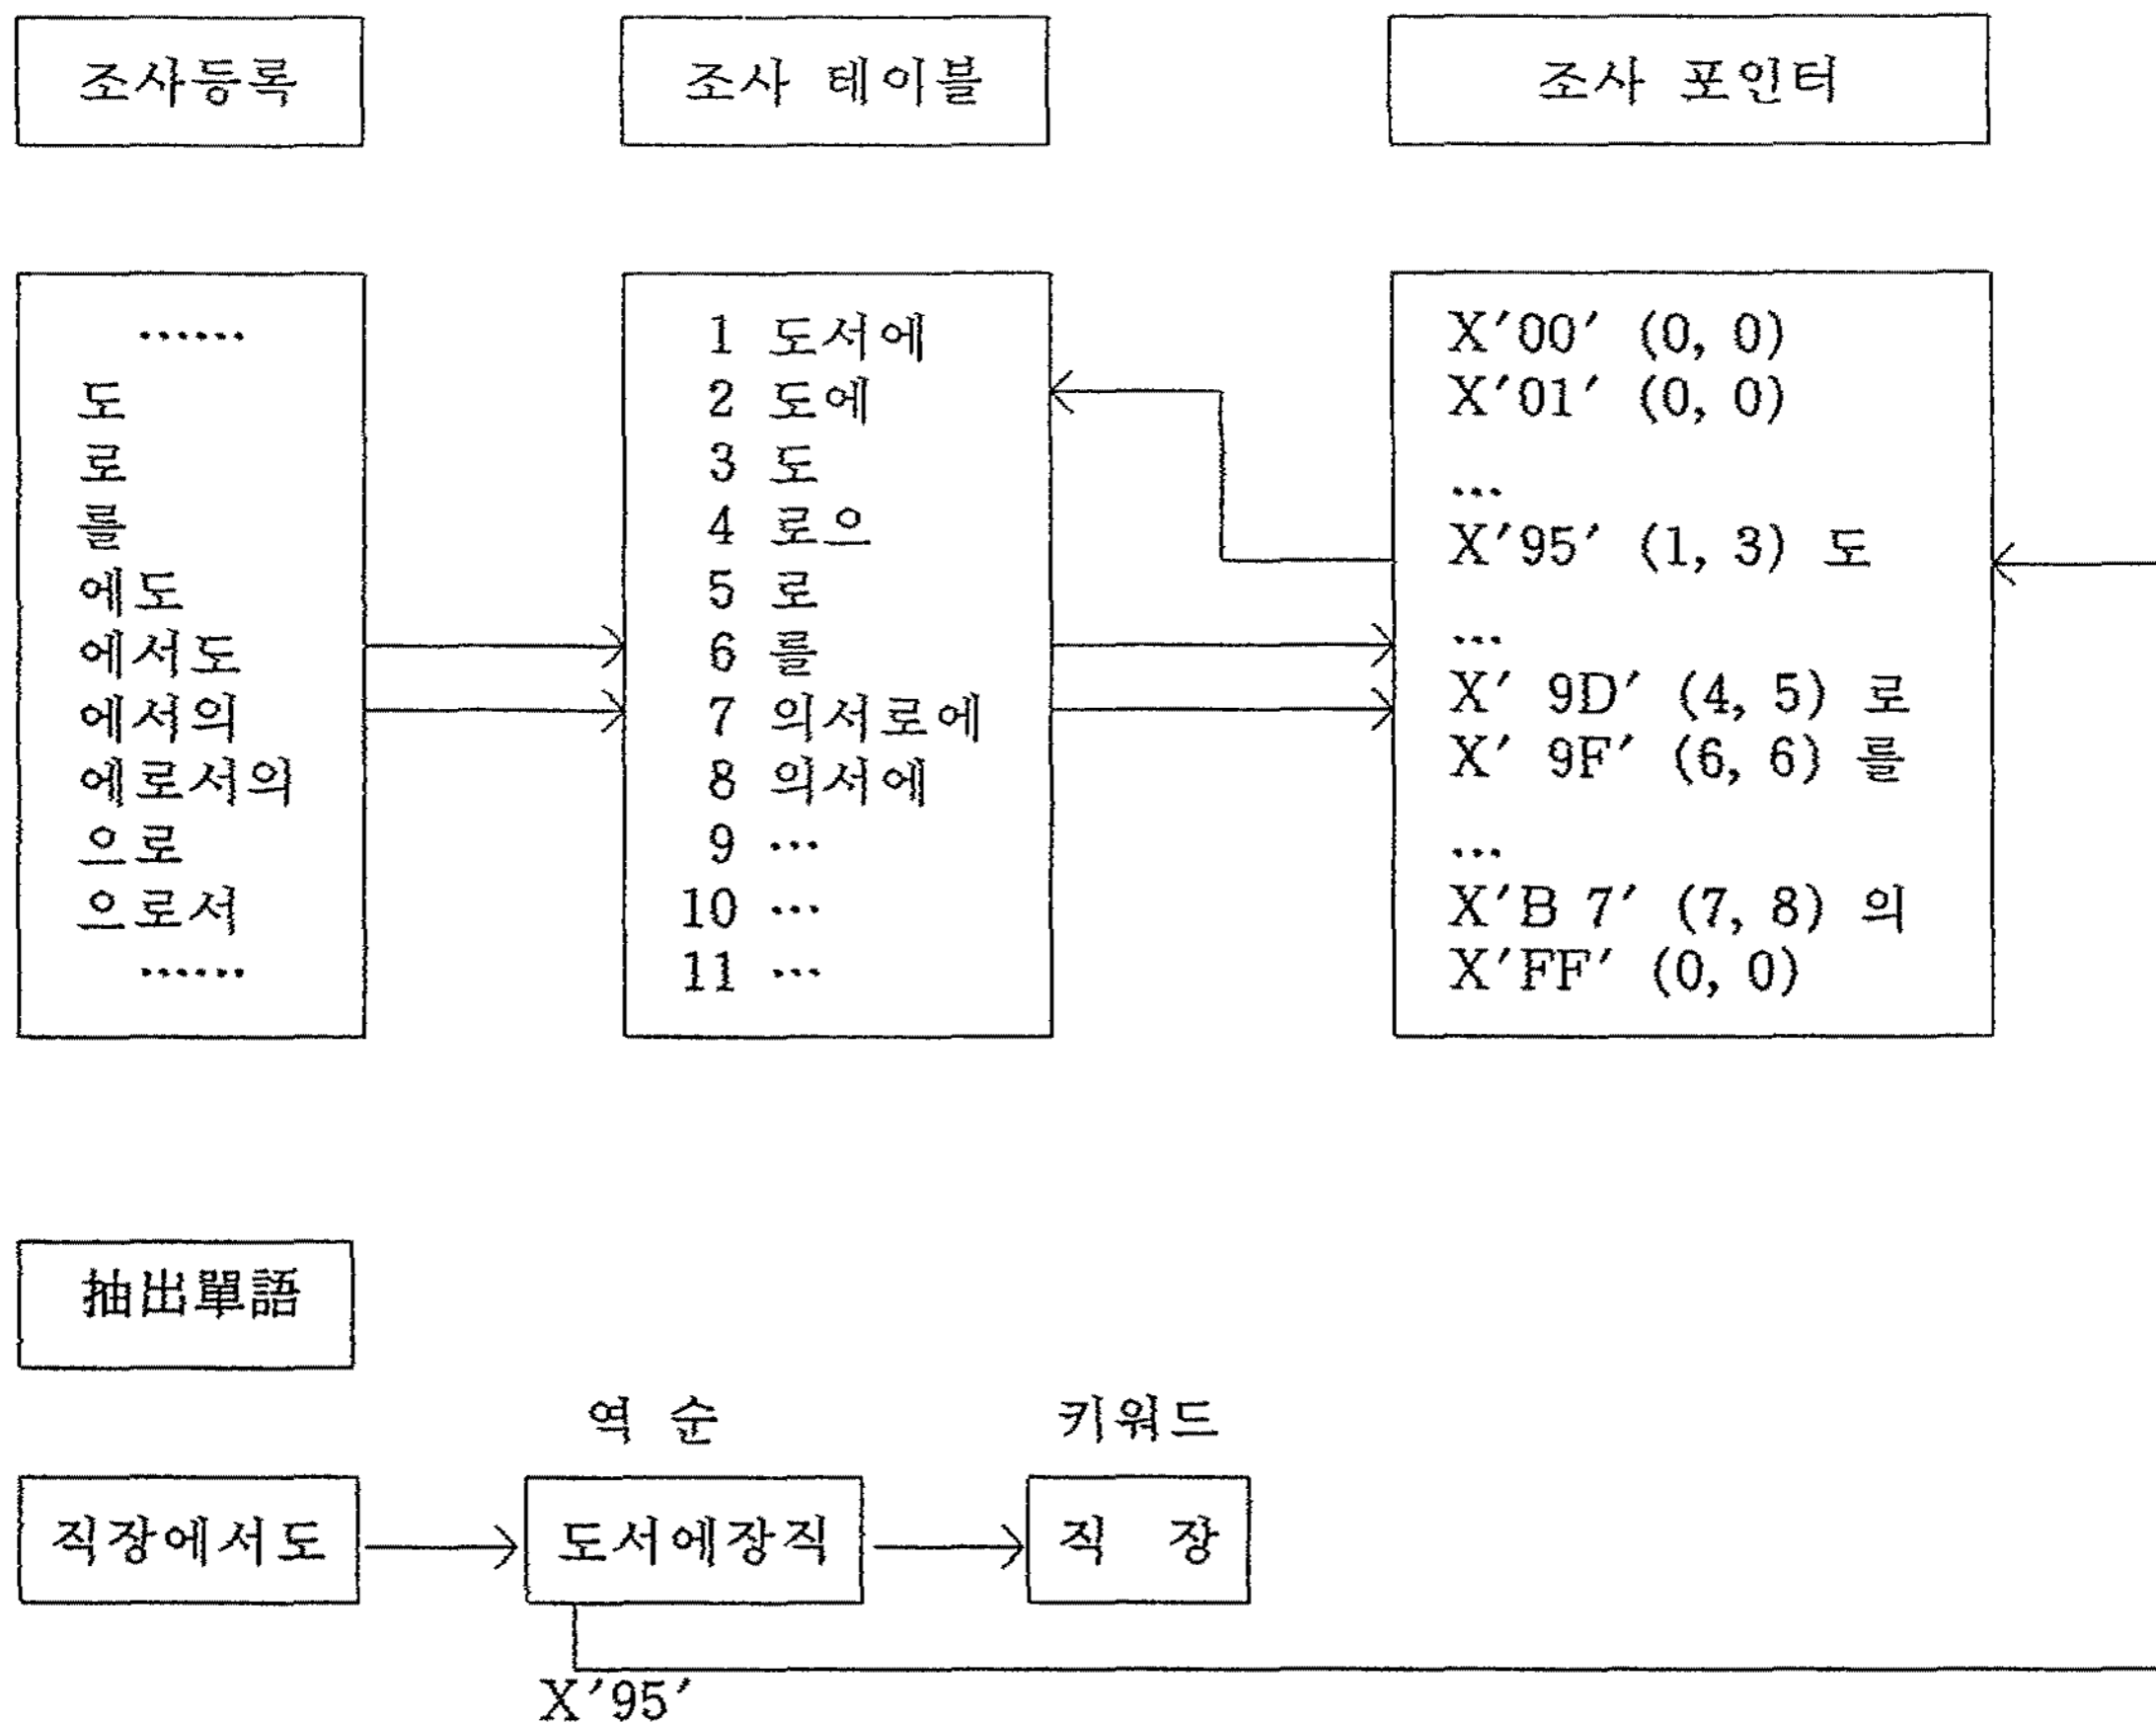 조사등록
조사 테이블
조사 포인터
······
도
로
를
에도
에서도
에서의
에로서의
으로
으로서
······
1 도서에
2 도에
3 도
4 로으
5 로
6 를
7 의서로에
8 의서에
9 ···
10 ···
11 ···
X'00' (0, 0)
X'01' (0, 0)
···
X'95' (1, 3) 도
···
X' 9D' (4, 5) 로
X' 9F' (6, 6) 를
···
X'B 7' (7, 8) 의
X'FF' (0, 0)
抽出單語
역 순
키워드
직장에서도
도서에장직
직 장
X'95'